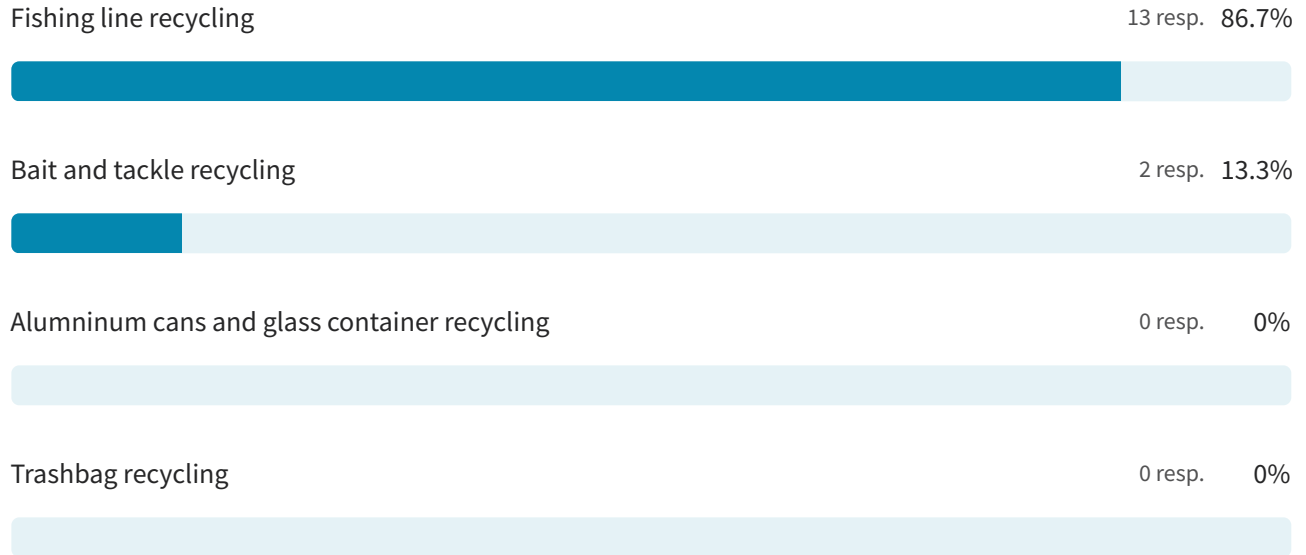 Fishing line recycling 13 resp. 86.7%
Bait and tackle recycling 2 resp. 13.3%
Alumninum cans and glass container recycling 0 resp. 0%
Trashbag recycling 0 resp. 0%